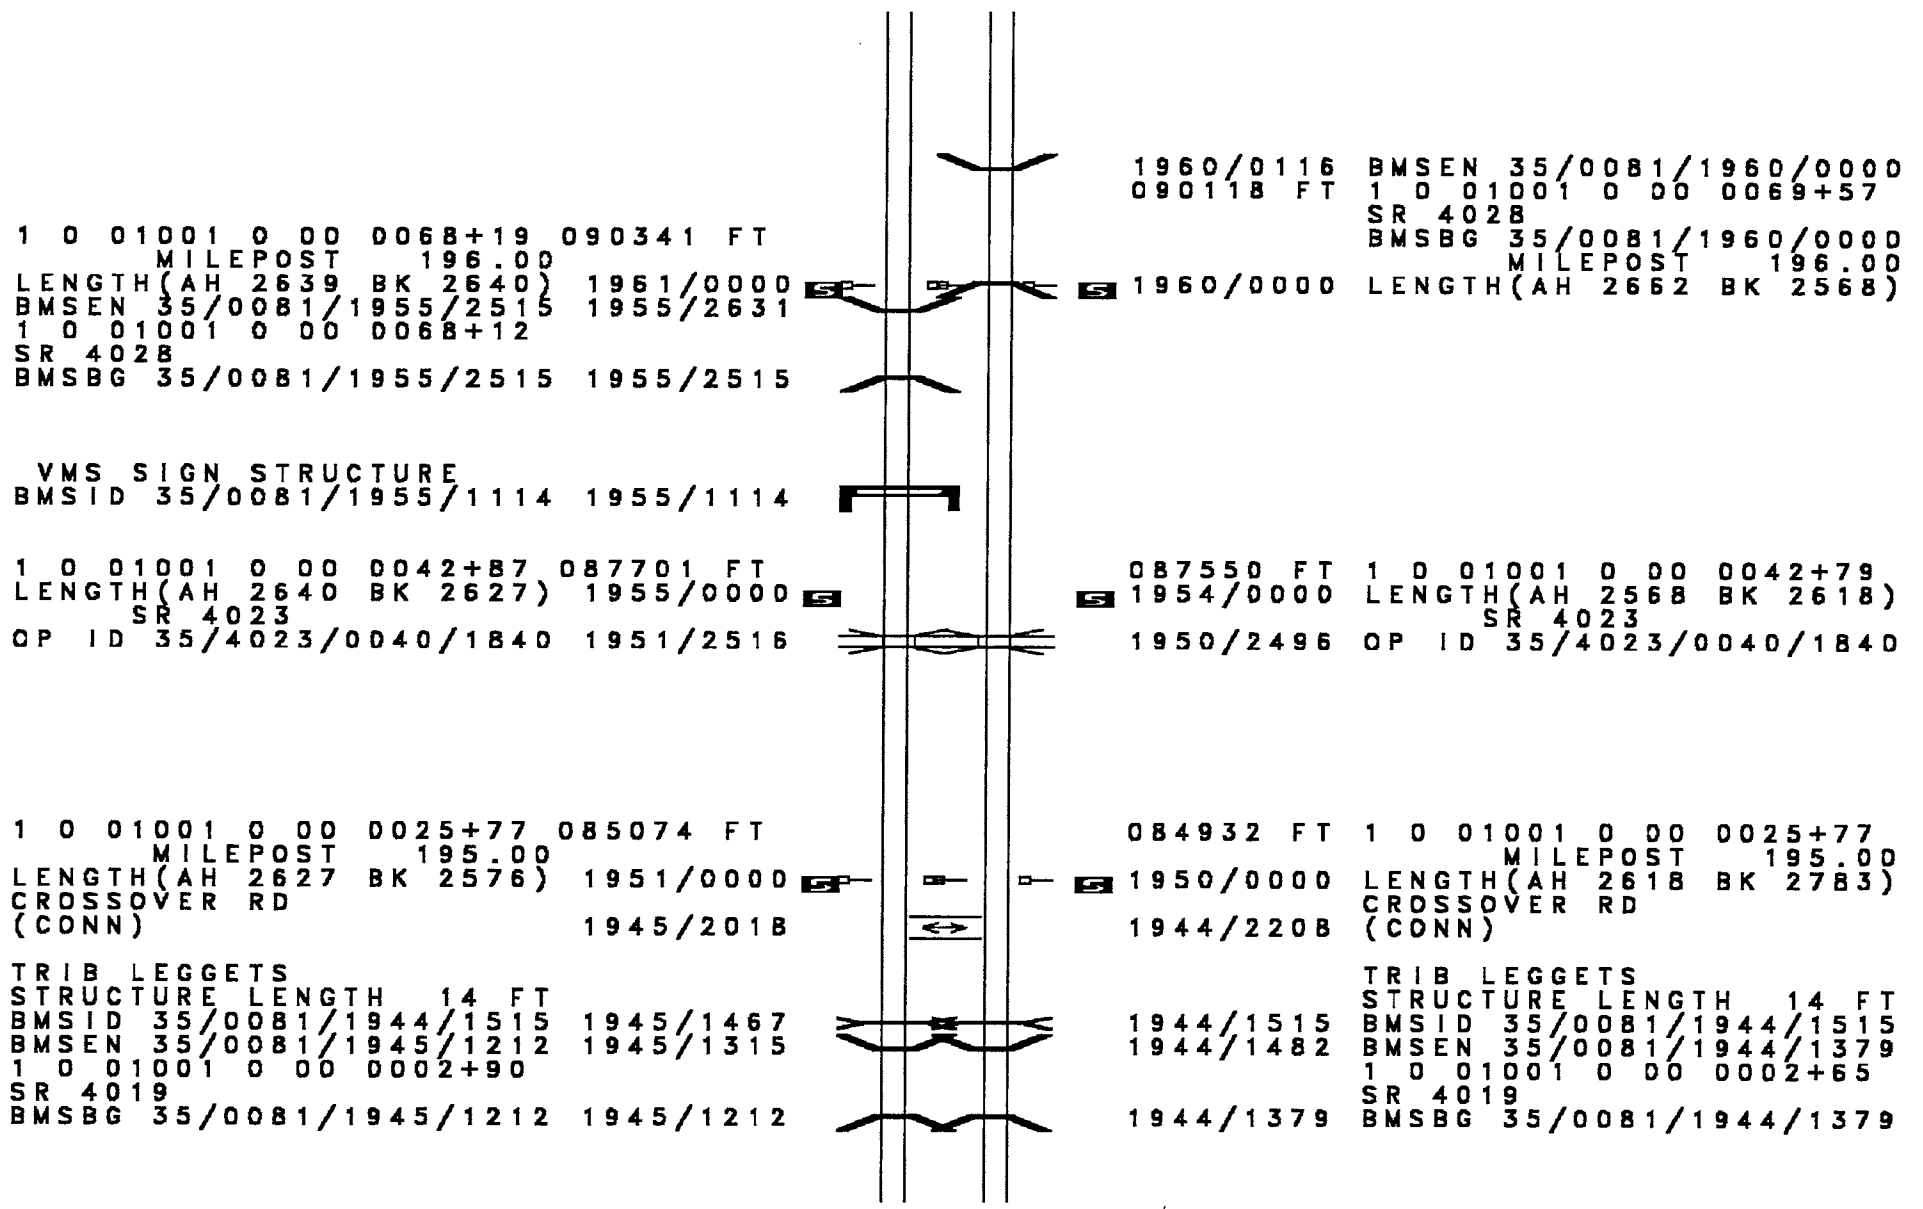 1960/0116 BMSEN 35/0081/1960/0000
090118 FT 1 0 01001 0 00 0069+57
SR 4028
BMSBG 35/0081/1960/0000
MILEPOST 196.00
1960/0000 LENGTH(AH 2662 BK 2568)
1 0 01001 0 00 0068+19 090341 FT
MILEPOST 196.00
LENGTH(AH 2639 BK 2640) 1961/0000 S
S
BMSEN 35/0081/1955/2515 1955/2631
1 0 01001 0 00 0068+12
SR 4028
BMSBG 35/0081/1955/2515 1955/2515
VMS SIGN STRUCTURE
BMSID 35/0081/1955/1114 1955/1114
1 0 01001 0 00 0042+87 087701 FT
LENGTH(AH 2640 BK 2627) 1955/0000 S
SR 4023
OP ID 35/4023/0040/1840 1951/2516
087550 FT 1 0 01001 0 00 0042+79
S 1954/0000 LENGTH(AH 2568 BK 2618)
SR 4023
1950/2496 OP ID 35/4023/0040/1840
1 0 01001 0 00 0025+77 085074 FT
MILEPOST 195.00
LENGTH(AH 2627 BK 2576) 1951/0000 S
CROSSOVER RD
(CONN) 1945/2018
084932 FT 1 0 01001 0 00 0025+77
MILEPOST 195.00
S 1950/0000 LENGTH(AH 2618 BK 2783)
CROSSOVER RD
1944/2208 (CONN)
TRIB LEGGETS
STRUCTURE LENGTH 14 FT
BMSID 35/0081/1944/1515 1945/1467
BMSEN 35/0081/1945/1212 1945/1315
1 0 01001 0 00 0002+90
SR 4019
BMSBG 35/0081/1945/1212 1945/1212
TRIB LEGGETS
STRUCTURE LENGTH 14 FT
1944/1515 BMSID 35/0081/1944/1515
1944/1482 BMSEN 35/0081/1944/1379
1 0 01001 0 00 0002+65
SR 4019
1944/1379 BMSBG 35/0081/1944/1379